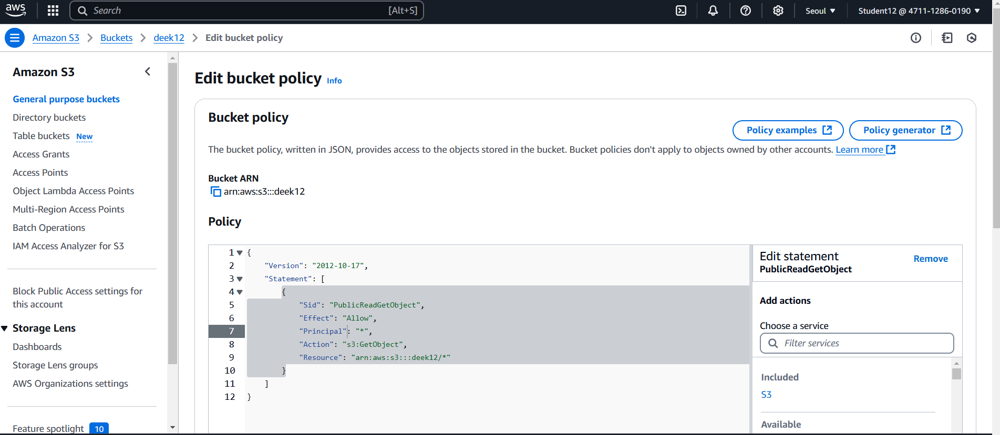 aws
Search [Alt+S]
Seoul ▼
Student12 @ 4711-1286-0190 ▼
Amazon S3 > Buckets > deek12 > Edit bucket policy
Amazon S3
General purpose buckets
Directory buckets
Table buckets New
Access Grants
Access Points
Object Lambda Access Points
Multi-Region Access Points
Batch Operations
IAM Access Analyzer for S3
Block Public Access settings for
this account
Storage Lens
Dashboards
Storage Lens groups
AWS Organizations settings
Feature spotlight 10
Edit bucket policy Info
Bucket policy
Policy examples
Policy generator
The bucket policy, written in JSON, provides access to the objects stored in the bucket. Bucket policies don't apply to objects owned by other accounts. Learn more
Bucket ARN
arn:aws:s3:::deek12
Policy
1 {
2 "Version": "2012-10-17",
3 "Statement": [
4 {
5 "Sid": "PublicReadGetObject",
6 "Effect": "Allow",
7 "Principal": "*",
8 "Action": "s3:GetObject",
9 "Resource": "arn:aws:s3:::deek12/*"
10 }
11 ]
12 }
Edit statement
Remove
PublicReadGetObject
Add actions
Choose a service
Filter services
Included
S3
Available